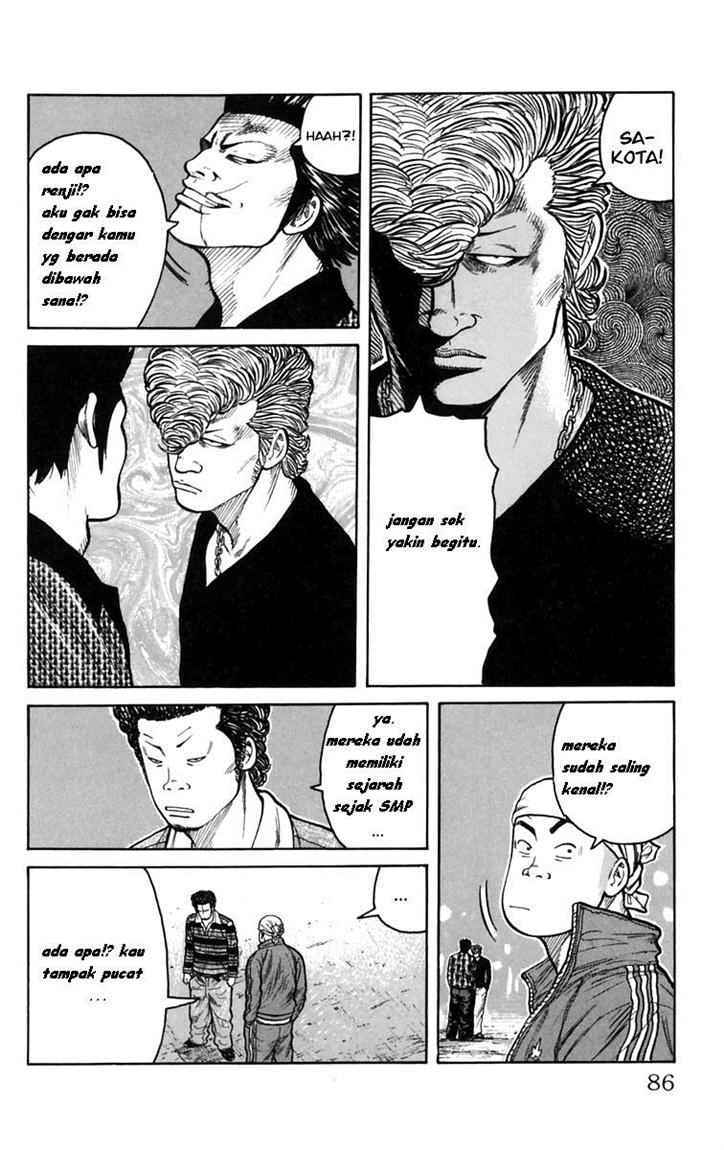 SA-
KOTA!
jangan sok
yakin begitu.
HAAH?!
ada apa
renji!?
aku gak bisa
dengar kamu
yg berada
dibawah
sana!?
mereka
sudah saling
kenal!?
ya.
mereka udah
memiliki
sejarah
sejak SMP
...
...
ada apa!? kau
tampak pucat
...
86